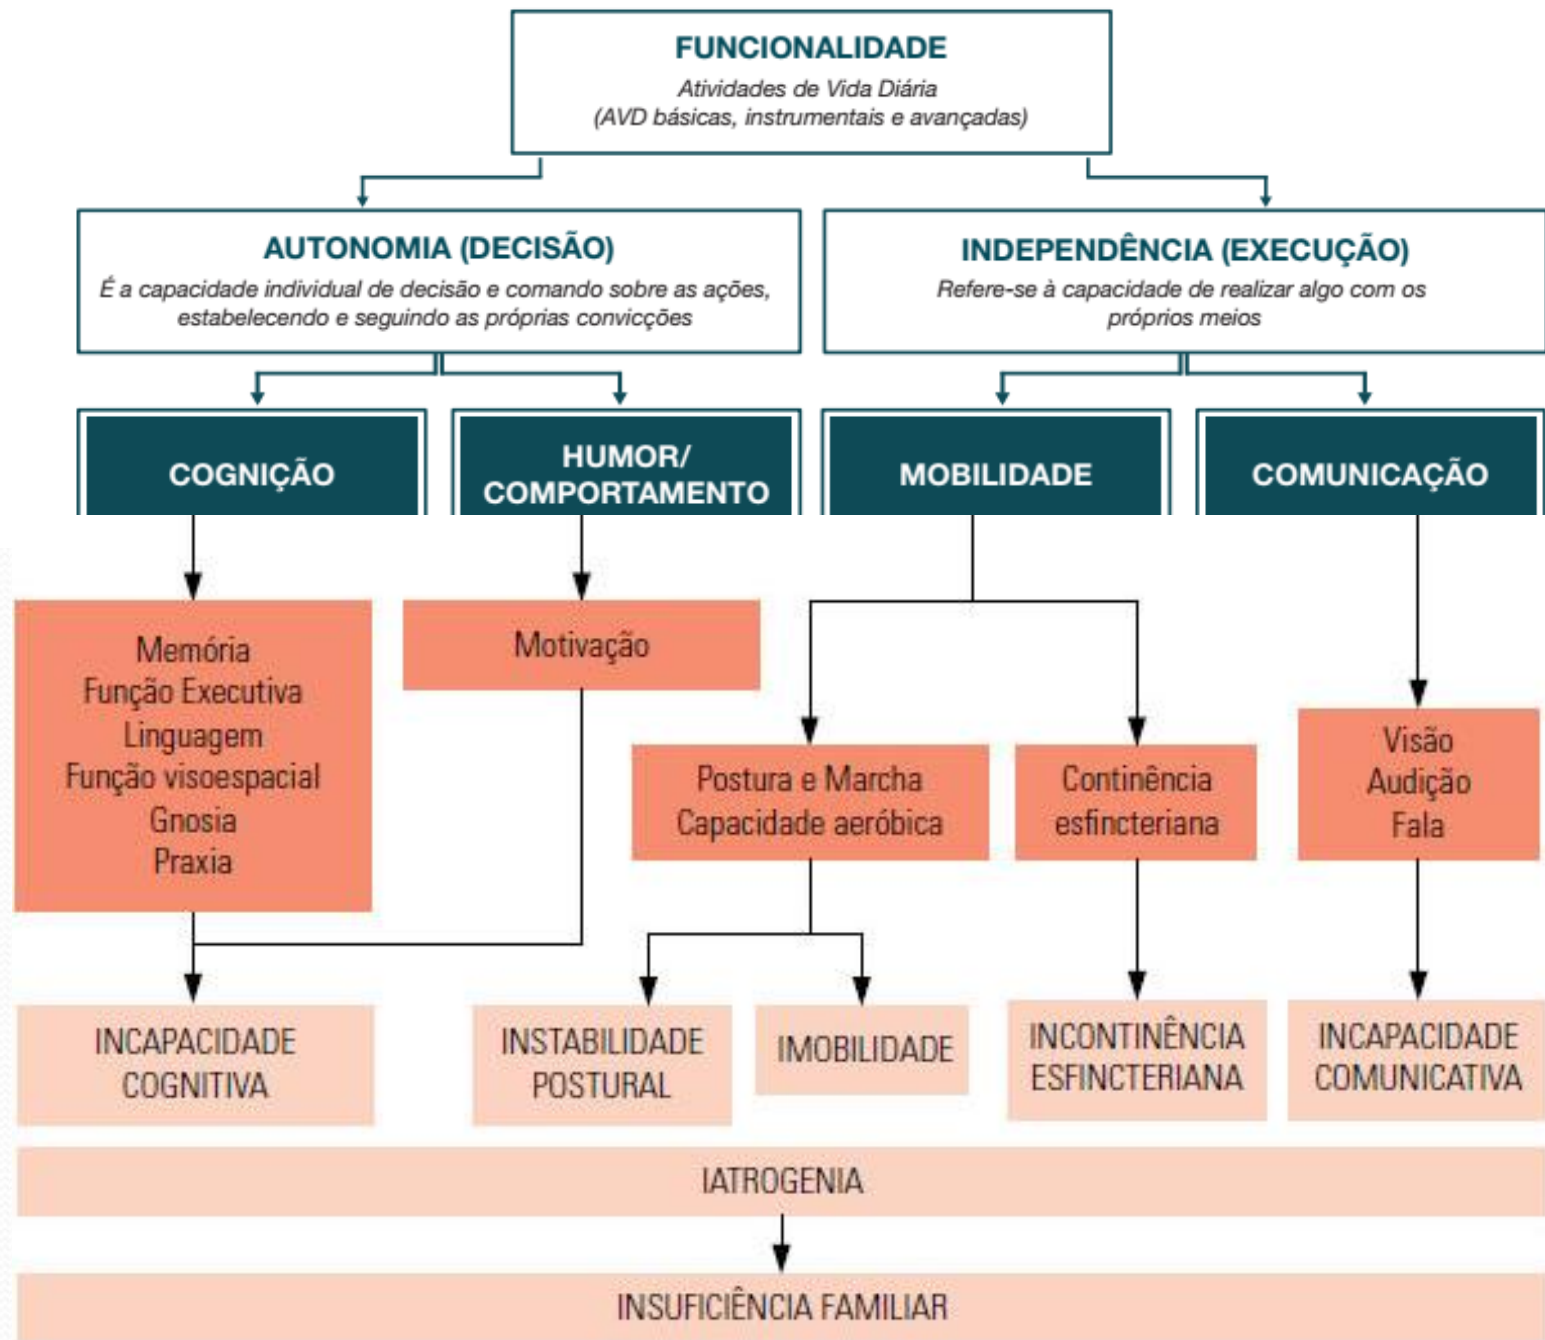 FUNCIONALIDADE
Atividades de Vida Diária
(AVD básicas, instrumentais e avançadas)
AUTONOMIA (DECISÃO)
É a capacidade individual de decisão e comando sobre as ações,
estabelecendo e seguindo as próprias convicções
INDEPENDÊNCIA (EXECUÇÃO)
Refere-se à capacidade de realizar algo com os
próprios meios
COGNIÇÃO
HUMOR/
COMPORTAMENTO
MOBILIDADE
COMUNICAÇÃO
Memória
Função Executiva
Linguagem
Função visoespacial
Gnosia
Praxia
Motivação
Postura e Marcha
Capacidade aeróbica
Continência
esfincteriana
Visão
Audição
Fala
INCAPACIDADE
COGNITIVA
INSTABILIDADE
POSTURAL
IMOBILIDADE
INCONTINÊNCIA
ESFINCTERIANA
INCAPACIDADE
COMUNICATIVA
IATROGENIA
INSUFICIÊNCIA FAMILIAR